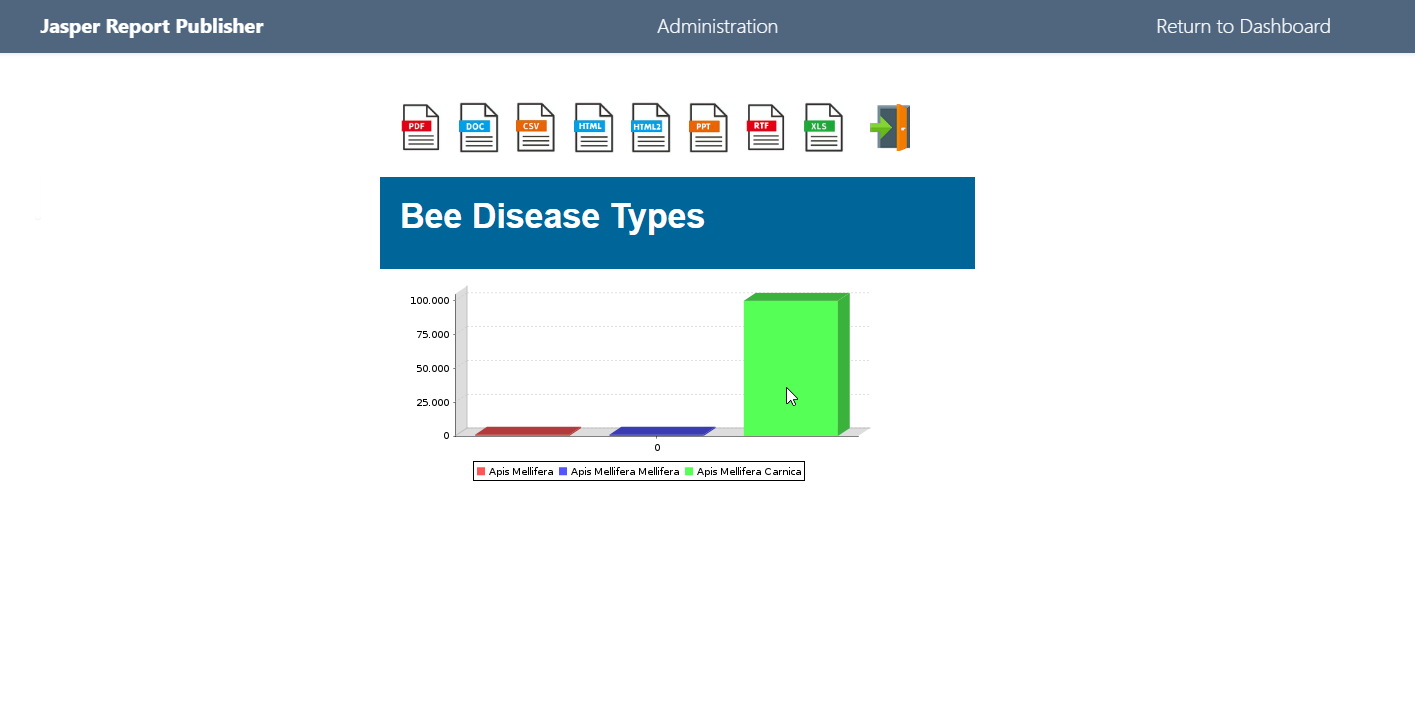 Jasper Report Publisher Administration Return to Dashboard
PDF DOC CSV HTML HTML2 PPT RTF XLS
Bee Disease Types
100.000
75.000
50.000
25.000
0
0
Apis Mellifera Apis Mellifera Mellifera Apis Mellifera Carnica